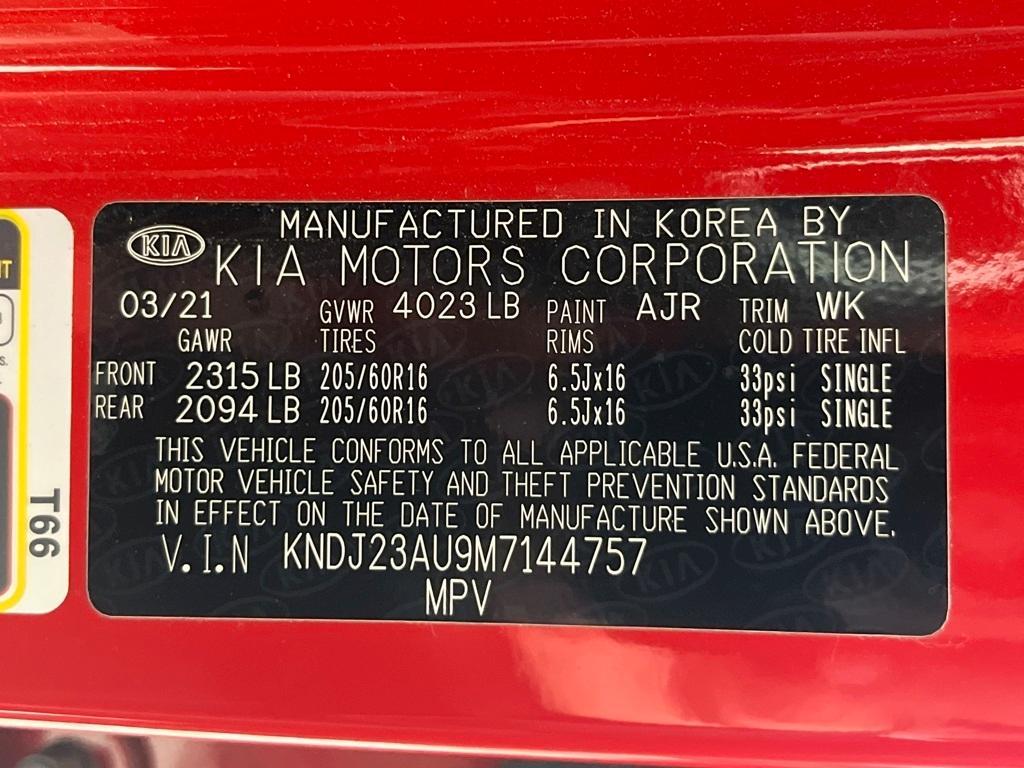 MANUFACTURED IN KOREA BY
KIA
KIA MOTORS CORPORATION
03/21 GVWR 4023 LB PAINT AJR TRIM WK
GAWR TIRES RIMS COLD TIRE INFL
FRONT 2315 LB 205/60R16 6.5Jx16 33psi SINGLE
REAR 2094 LB 205/60R16 6.5Jx16 33psi SINGLE
THIS VEHICLE CONFORMS TO ALL APPLICABLE U.S.A. FEDERAL
MOTOR VEHICLE SAFETY AND THEFT PREVENTION STANDARDS
IN EFFECT ON THE DATE OF MANUFACTURE SHOWN ABOVE.
V.I.N KNDJ23AU9M7144757
MPV
T66